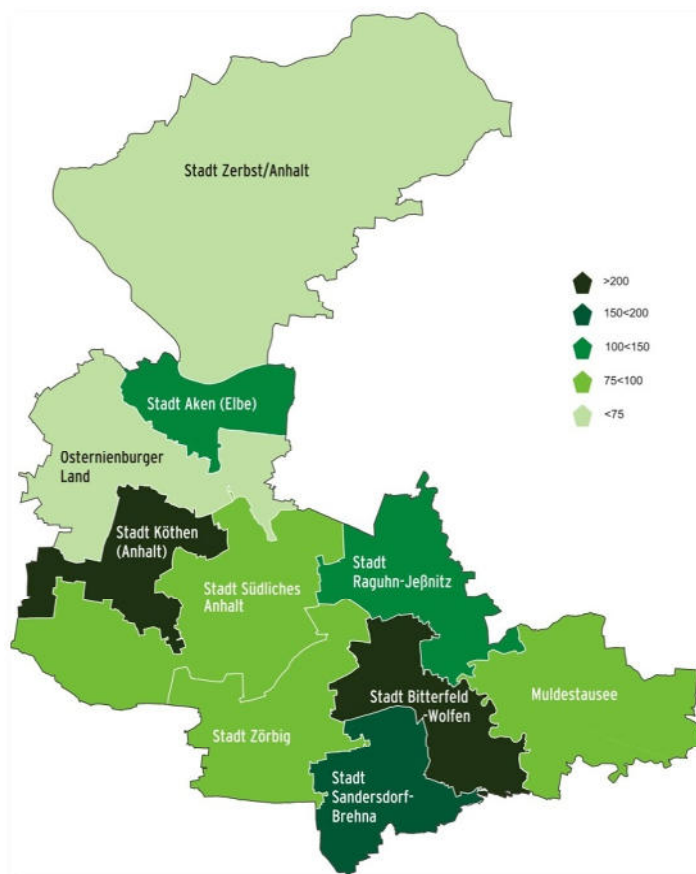 Stadt Zerbst/Anhalt
>200
150<200
100<150
75<100
<75
Stadt Aken (Elbe)
Osternienburger
Land
Stadt Köthen
(Anhalt)
Stadt Südliches
Anhalt
Stadt
Raguhn-Jeßnitz
Stadt Bitterfeld
-Wolfen
Muldestausee
Stadt Zörbig
Stadt
Sandersdorf-
Brehna